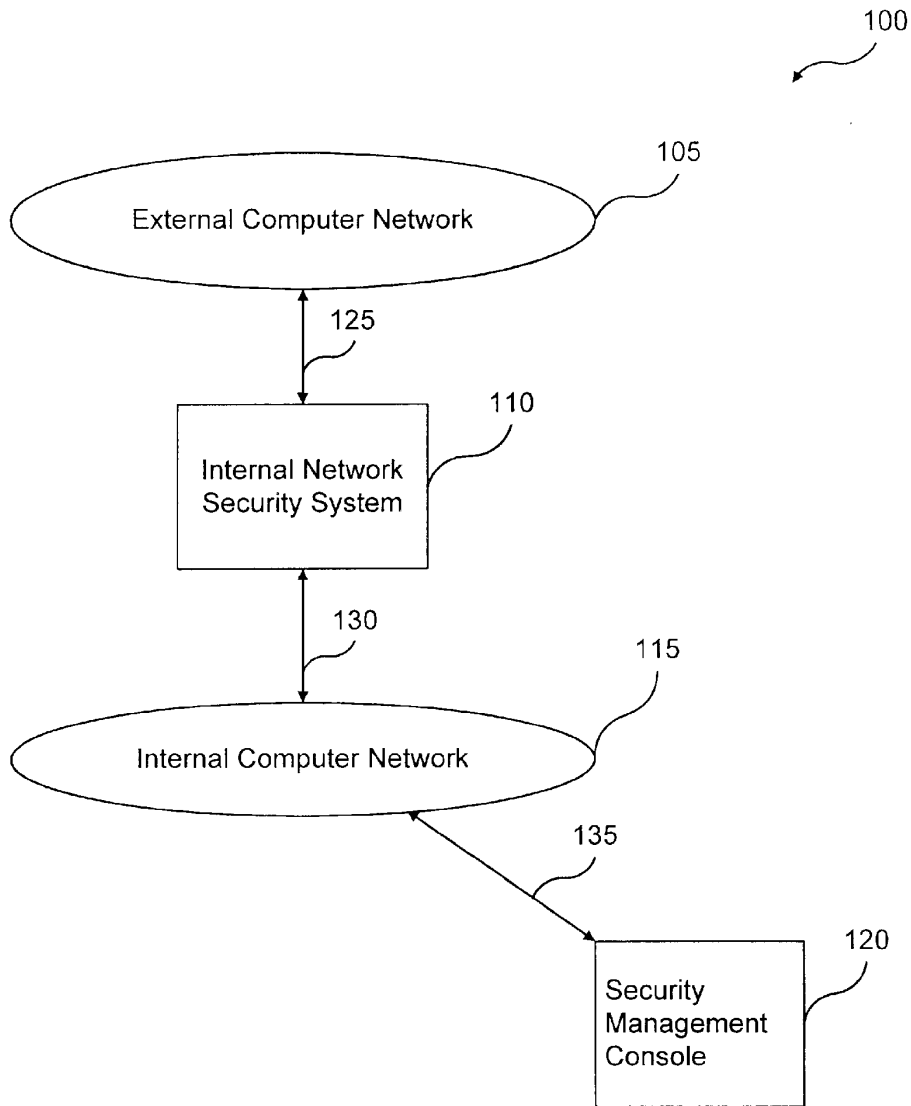 100
105
External Computer Network
125
110
Internal Network
Security System
130
115
Internal Computer Network
135
120
Security
Management
Console